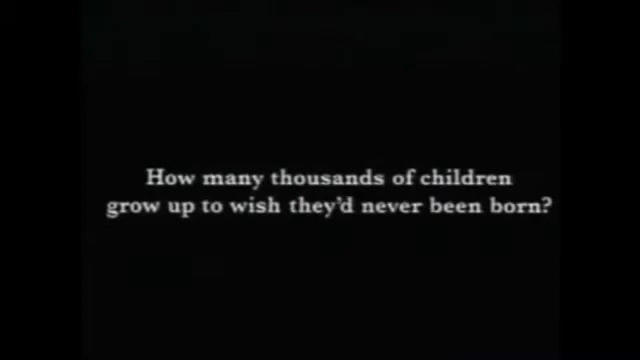 How many thousands of children
grow up to wish they'd never been born?